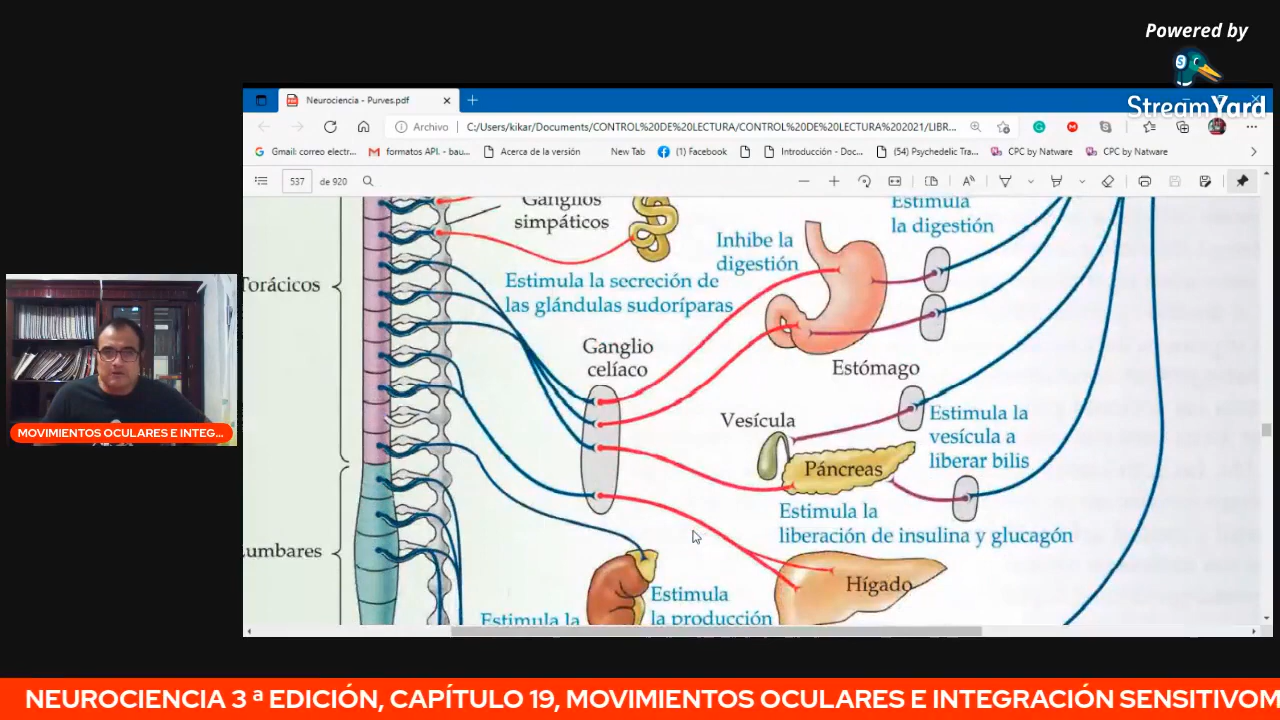 Powered by
StreamYard
Neurociencia - Purves.pdf
Archivo
C:/Users/kikar/Documents/CONTROL%20DE%20LECTURA/CONTROL%20DE%20LECTURA%202021/LIBR...
Gmail: correo electr...
formatos API. - bau...
Acerca de la versión
New Tab
(1) Facebook
Introducción - Doc...
(54) Psychedelic Tra...
CPC by Natware
CPC by Natware
537 de 920
Ganglios
simpáticos
Estimula
la digestión
Inhibe la
digestión
Torácicos
Estimula la secreción de
las glándulas sudoríparas
Ganglio
celíaco
Estómago
Vesícula
Estimula la
vesícula a
liberar bilis
Páncreas
Estimula la
liberación de insulina y glucagón
umbares
Hígado
Estimula
la producción
Estimula la
MOVIMIENTOS OCULARES E INTEG...
NEUROCIENCIA 3 ª EDICIÓN, CAPÍTULO 19, MOVIMIENTOS OCULARES E INTEGRACIÓN SENSITIVOM